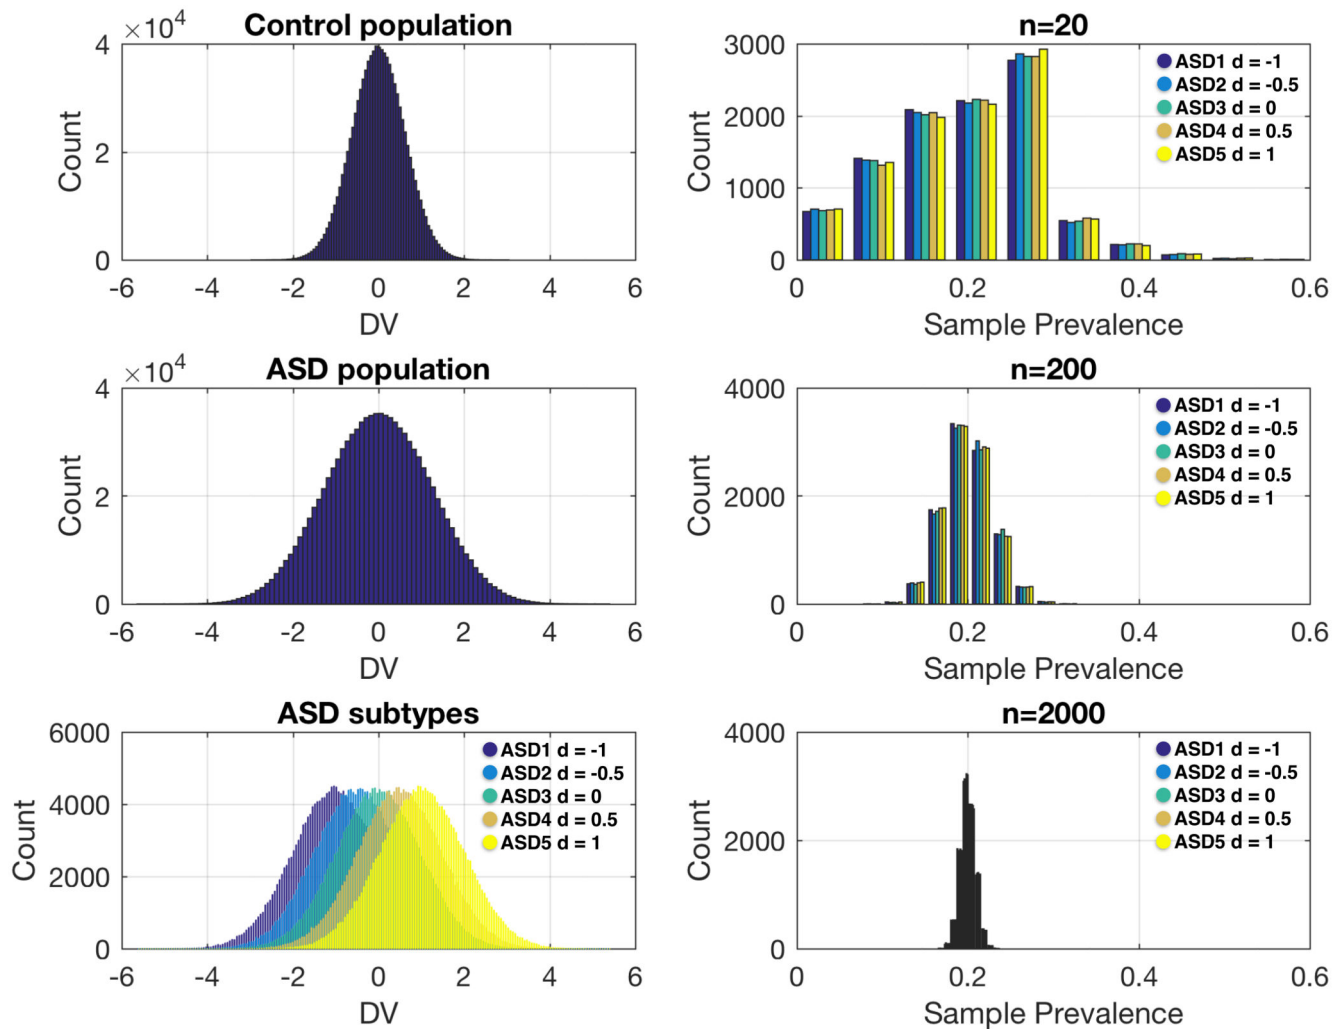 Control population
×10⁴
4
2
0
Count
-6 -4 -2 0 2 4 6
DV
n=20
3000
2000
1000
0
Count
ASD1 d = -1
ASD2 d = -0.5
ASD3 d = 0
ASD4 d = 0.5
ASD5 d = 1
0 0.2 0.4 0.6
Sample Prevalence
ASD population
×10⁴
4
2
0
Count
-6 -4 -2 0 2 4 6
DV
n=200
4000
2000
0
Count
ASD1 d = -1
ASD2 d = -0.5
ASD3 d = 0
ASD4 d = 0.5
ASD5 d = 1
0 0.2 0.4 0.6
Sample Prevalence
ASD subtypes
6000
4000
2000
0
Count
ASD1 d = -1
ASD2 d = -0.5
ASD3 d = 0
ASD4 d = 0.5
ASD5 d = 1
-6 -4 -2 0 2 4 6
DV
n=2000
4000
2000
0
Count
ASD1 d = -1
ASD2 d = -0.5
ASD3 d = 0
ASD4 d = 0.5
ASD5 d = 1
0 0.2 0.4 0.6
Sample Prevalence